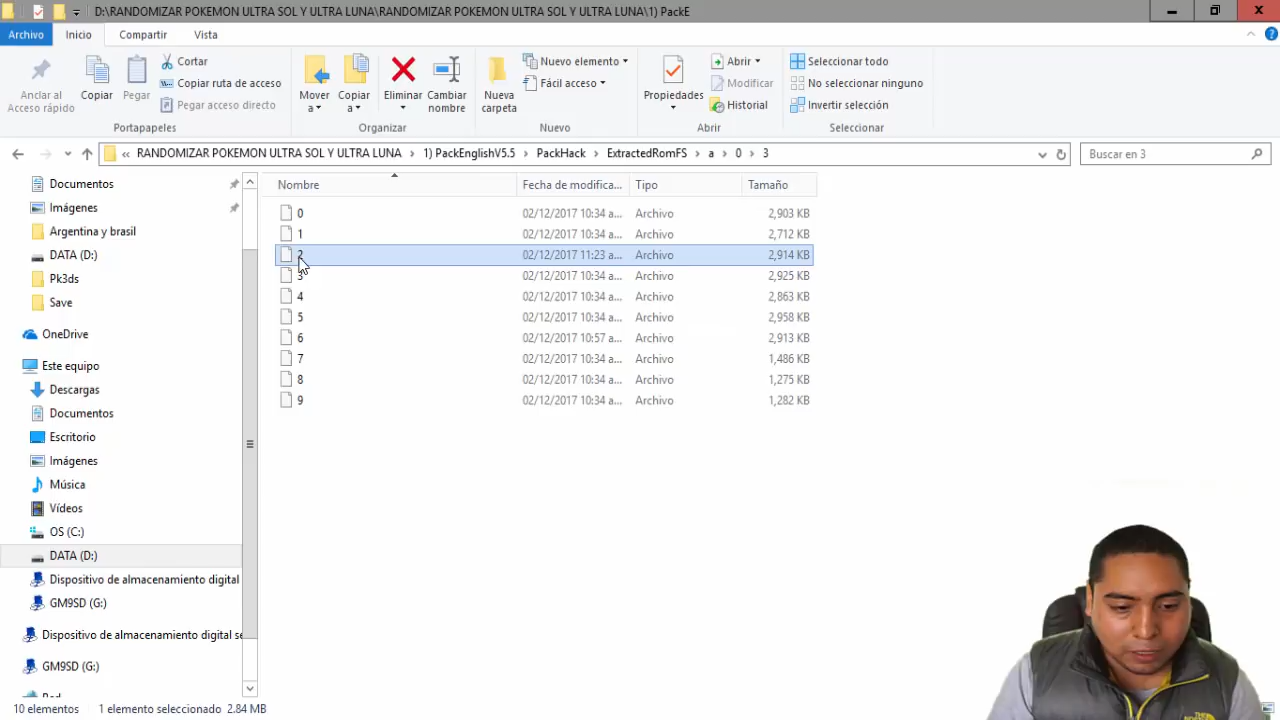 D:\RANDOMIZAR POKEMON ULTRA SOL Y ULTRA LUNA\RANDOMIZAR POKEMON ULTRA SOL Y ULTRA LUNA\1) PackE
Archivo Inicio Compartir Vista
Anclar al Acceso rápido
Copiar
Pegar
Cortar
Copiar ruta de acceso
Pegar acceso directo
Portapapeles
Mover a
Copiar a
Eliminar
Cambiar nombre
Organizar
Nueva carpeta
Nuevo elemento
Fácil acceso
Nuevo
Propiedades
Abrir
Modificar
Historial
Abrir
Seleccionar todo
No seleccionar ninguno
Invertir selección
Seleccionar
« RANDOMIZAR POKEMON ULTRA SOL Y ULTRA LUNA > 1) PackEnglishV5.5 > PackHack > ExtractedRomFS > a > 0 > 3
Buscar en 3
Documentos
Imágenes
Argentina y brasil
DATA (D:)
Pk3ds
Save
OneDrive
Este equipo
Descargas
Documentos
Escritorio
Imágenes
Música
Vídeos
OS (C:)
DATA (D:)
Dispositivo de almacenamiento digital
GM9SD (G:)
Dispositivo de almacenamiento digital se
GM9SD (G:)
Nombre Fecha de modifica... Tipo Tamaño
0 02/12/2017 10:34 a... Archivo 2,903 KB
1 02/12/2017 10:34 a... Archivo 2,712 KB
2 02/12/2017 11:23 a... Archivo 2,914 KB
3 02/12/2017 10:34 a... Archivo 2,925 KB
4 02/12/2017 10:34 a... Archivo 2,863 KB
5 02/12/2017 10:34 a... Archivo 2,958 KB
6 02/12/2017 10:57 a... Archivo 2,913 KB
7 02/12/2017 10:34 a... Archivo 1,486 KB
8 02/12/2017 10:34 a... Archivo 1,275 KB
9 02/12/2017 10:34 a... Archivo 1,282 KB
10 elementos 1 elemento seleccionado 2.84 MB